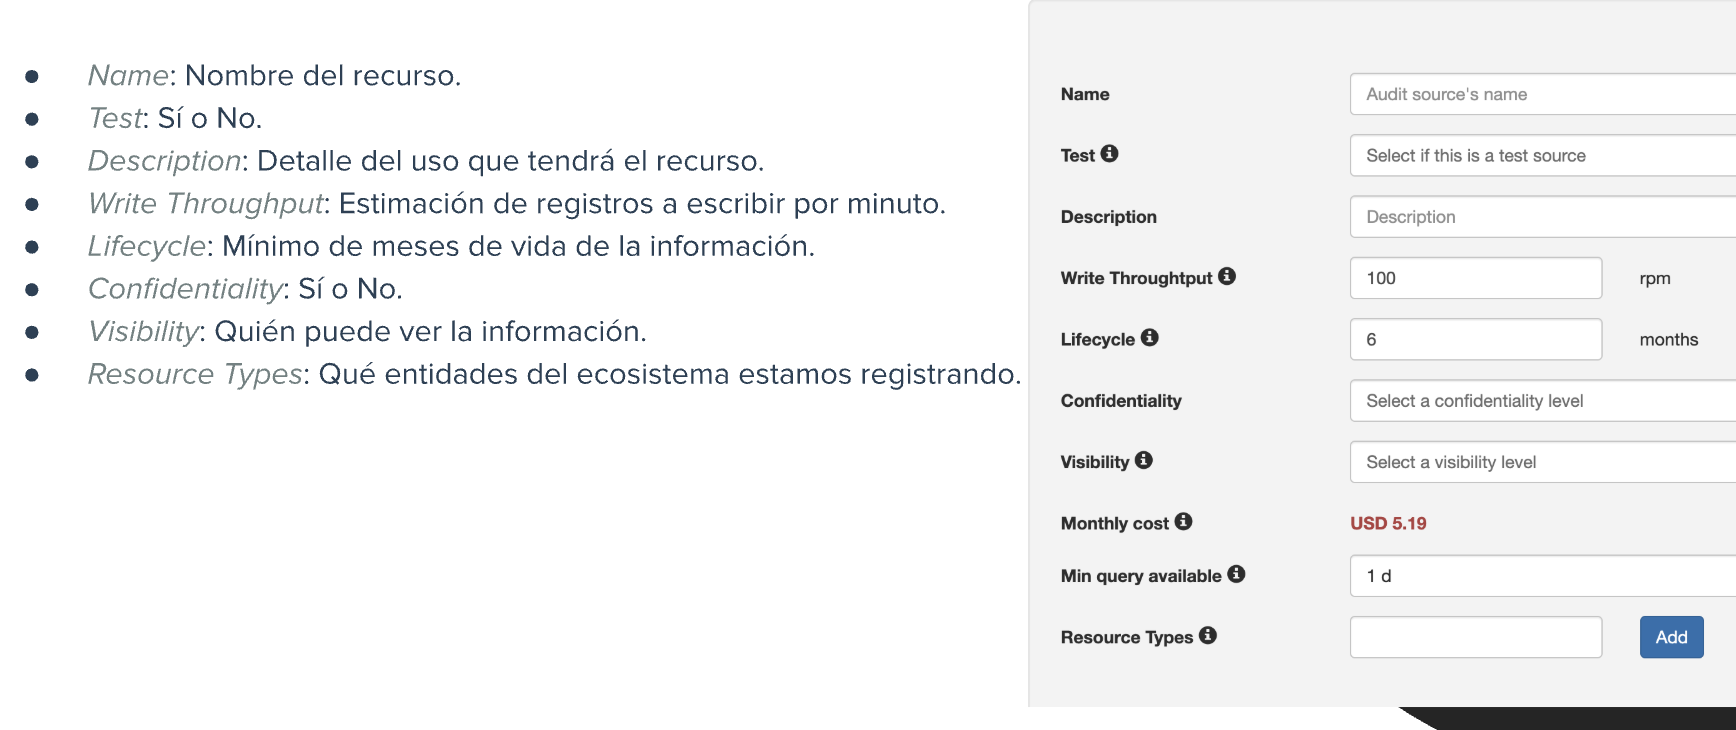 ● Name: Nombre del recurso.
● Test: Sí o No.
● Description: Detalle del uso que tendrá el recurso.
● Write Throughput: Estimación de registros a escribir por minuto.
● Lifecycle: Mínimo de meses de vida de la información.
● Confidentiality: Sí o No.
● Visibility: Quién puede ver la información.
● Resource Types: Qué entidades del ecosistema estamos registrando.
Name Audit source's name
Test Select if this is a test source
Description Description
Write Throughtput 100 rpm
Lifecycle 6 months
Confidentiality Select a confidentiality level
Visibility Select a visibility level
Monthly cost USD 5.19
Min query available 1 d
Resource Types Add